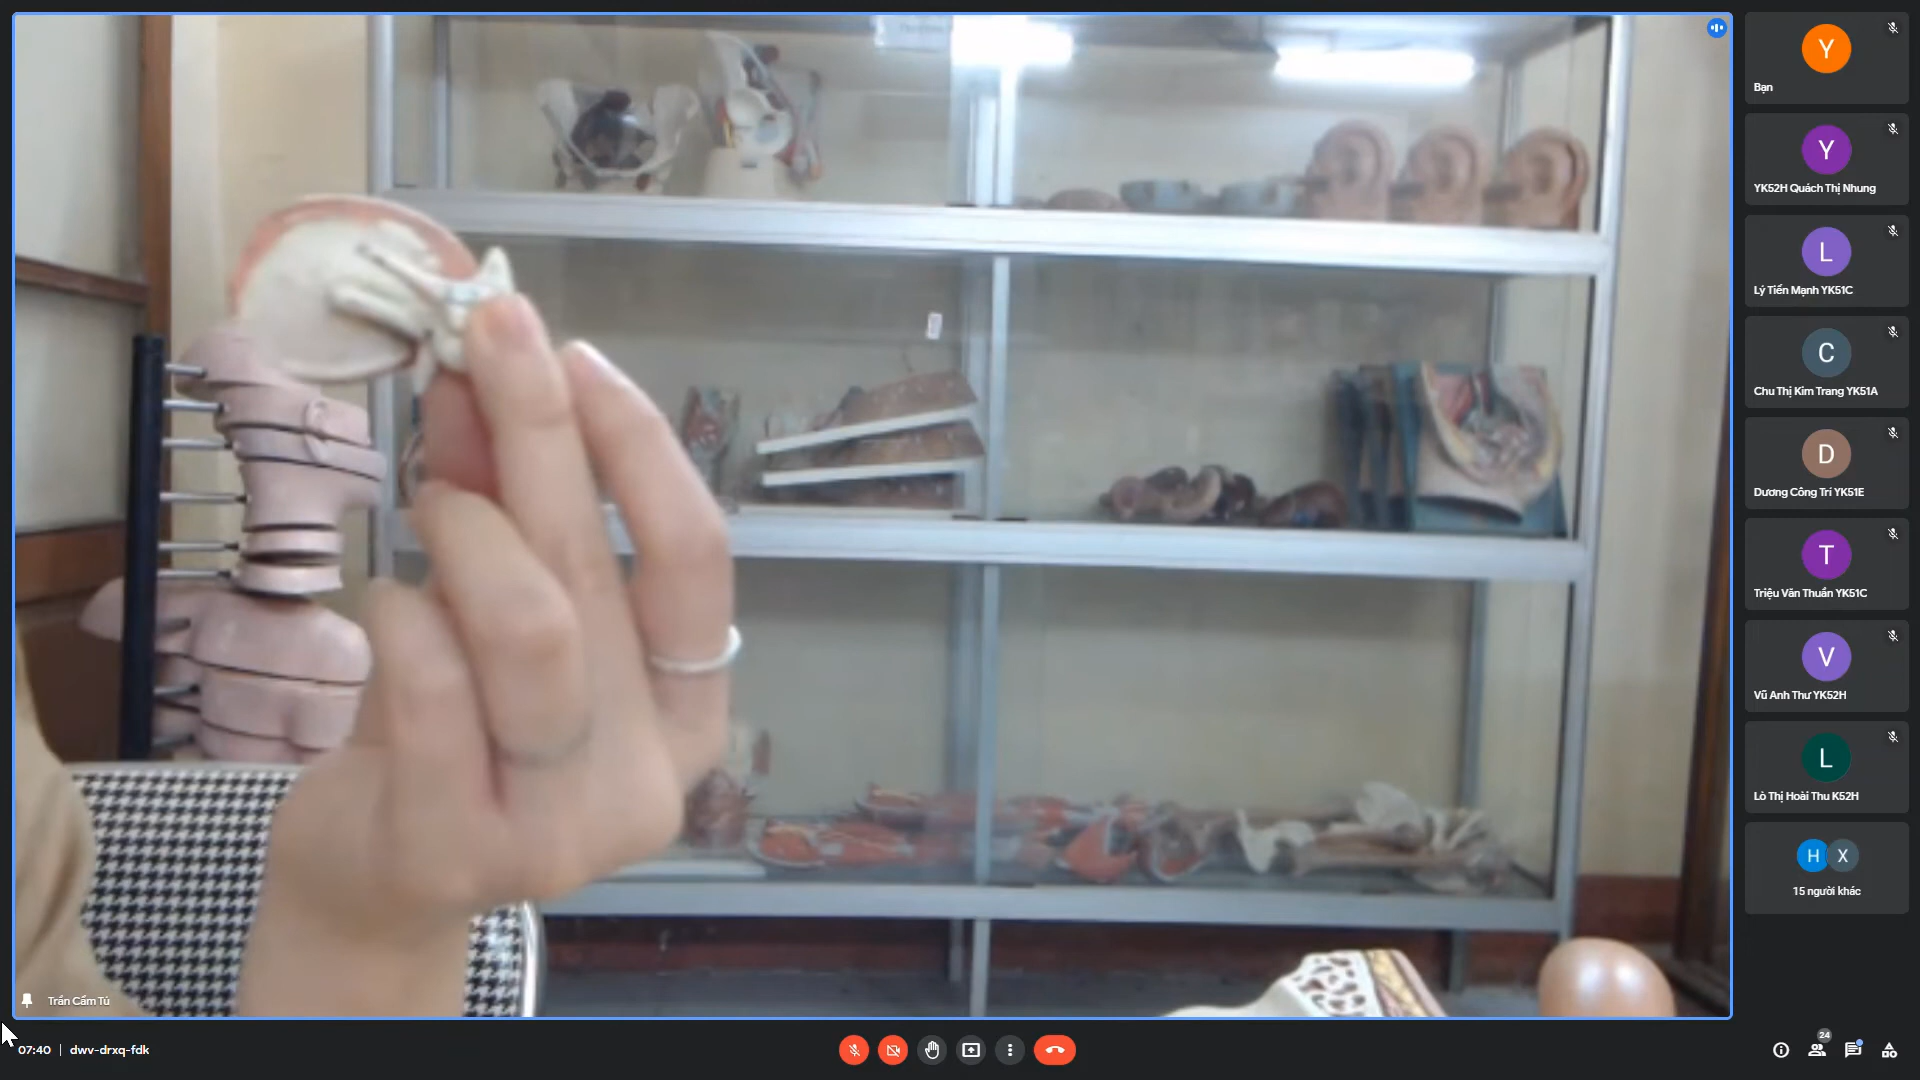 Y
Bạn
Y
YK52H Quách Thị Nhung
L
Lý Tiến Mạnh YK51C
C
Chu Thị Kim Trang YK51A
D
Dương Công Trí YK51E
T
Triệu Văn Thuần YK51C
V
Vũ Anh Thư YK52H
L
Lò Thị Hoài Thu K52H
H X
15 người khác
Trần Cẩm Tú
07:40 | dwv-drxq-fdk
24